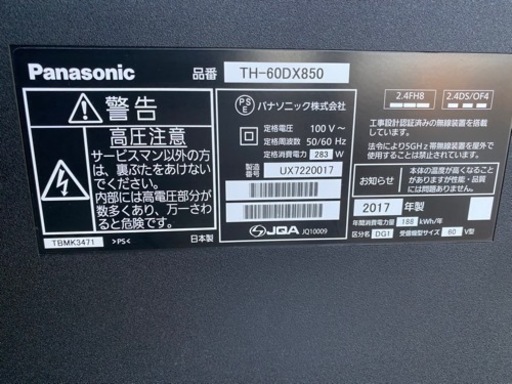 Panasonic
品番 TH-60DX850
警告
高圧注意
サービスマン以外の方
は、裏ぶたをあけないで
ください。
内部には高電圧部分が
数多くあり、万一さわ
ると危険です。
TBMK3471 >PS<
日本製
PSE パナソニック株式会社
定格電圧 100 V～
定格周波数 50/60 Hz
定格消費電力 283 W
製造番号 UX7220017
JQA JQ10009
2.4FH8 2.4DS/OF4
工事設計認証済みの無線装置を搭載
しています。
法令により5GHz帯無線装置を屋外で
使用することは禁止されています。
お知らせ
本体の温度が高くなること
がありますが、性能・品質
には問題ありません。
2017 年製
年間消費電力量 188 kWh/年
区分名 DG1 受信機型サイズ 60 V型